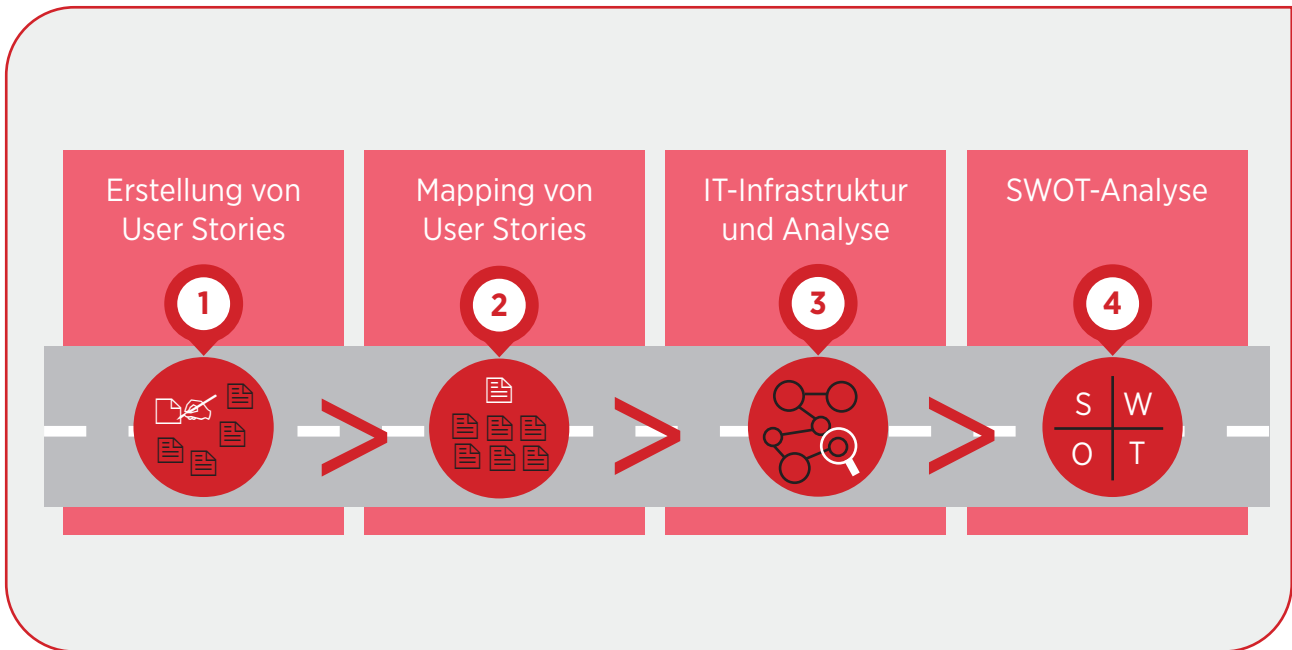 Erstellung von
User Stories
1
Mapping von
User Stories
2
IT-Infrastruktur
und Analyse
3
SWOT-Analyse
4
S W
O T